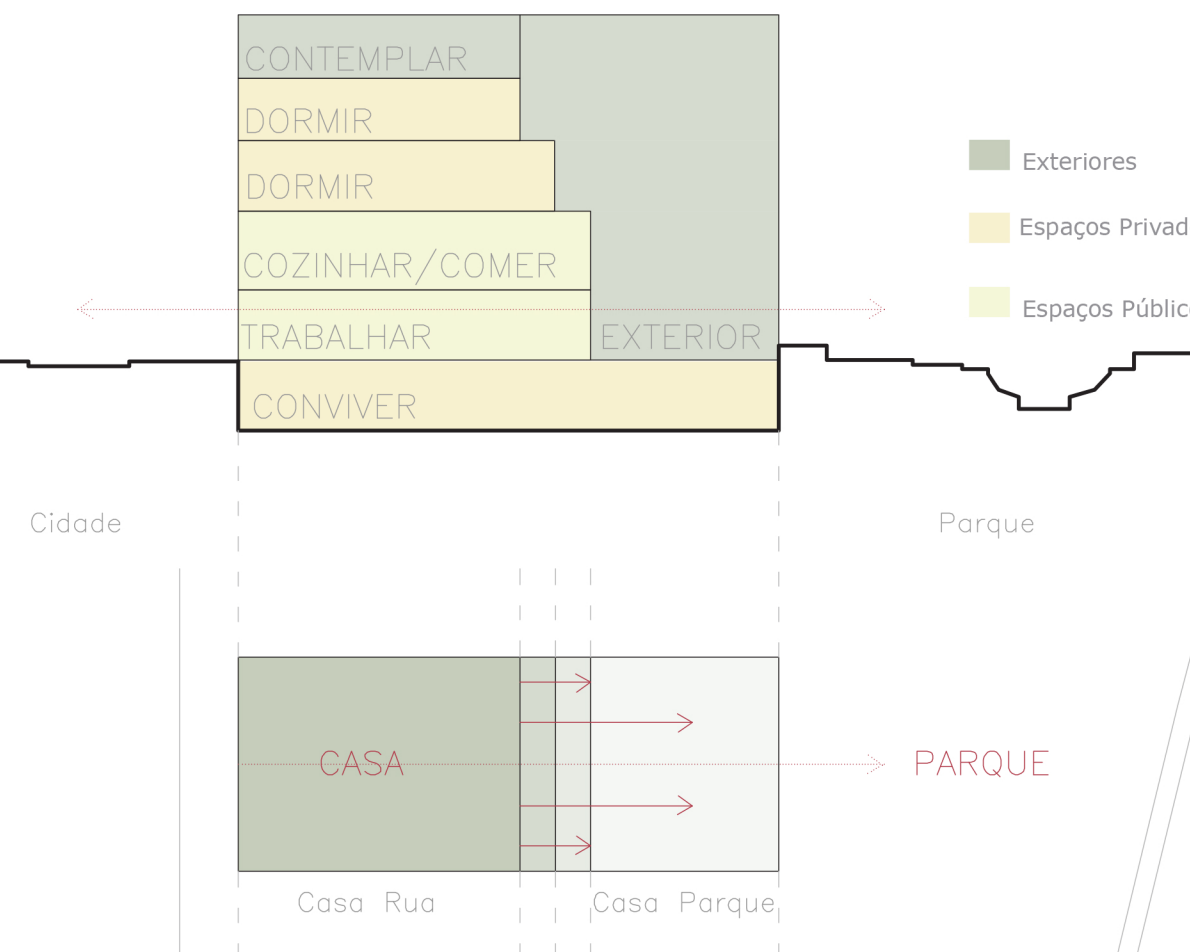 CONTEMPLAR
DORMIR
DORMIR
COZINHAR/COMER
TRABALHAR
EXTERIOR
CONVIVER
Exteriores
Espaços Privad
Espaços Públic
Cidade
Parque
CASA
PARQUE
Casa Rua
Casa Parque